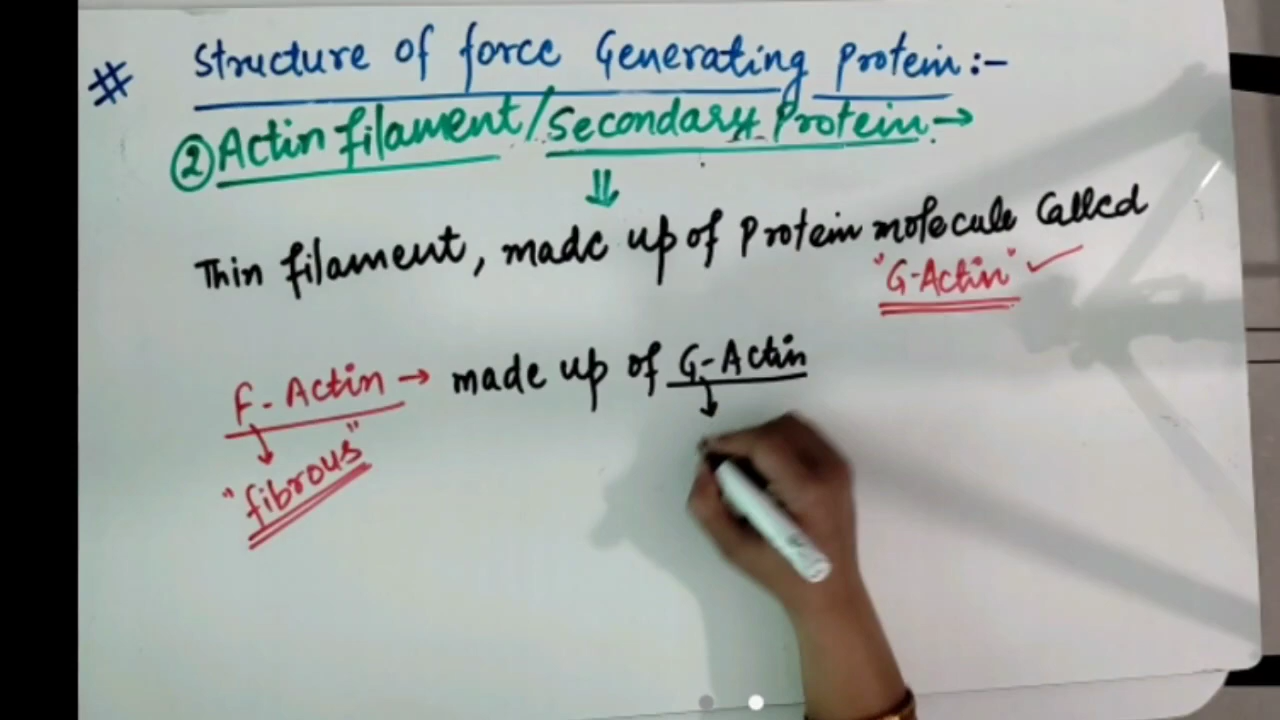 # Structure of force Generating Protein :-
② Actin filament / Secondary Protein →
⇓
Thin filament, made up of Protein molecule Called
"G-Actin" ✓
F-Actin → made up of G-Actin
↓ ↓
"fibrous"